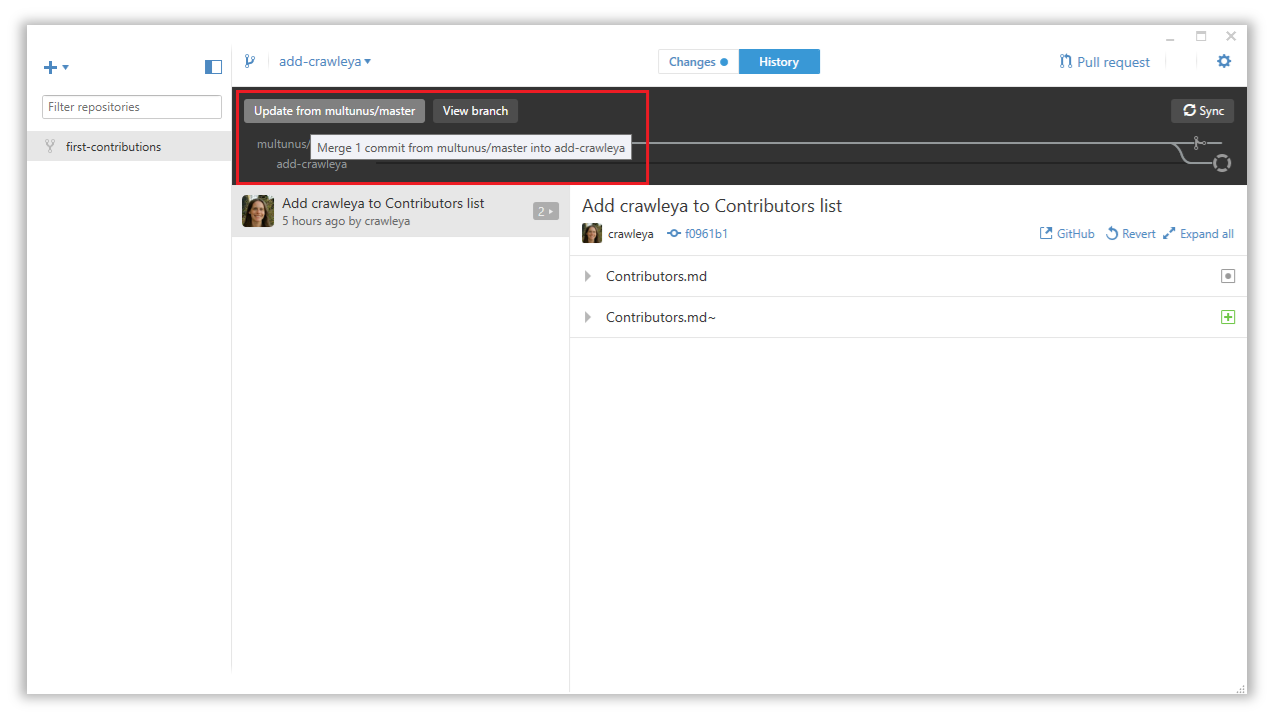 add-crawleya
Changes
History
Pull request
Filter repositories
first-contributions
Update from multunus/master
View branch
Sync
multunus/
Merge 1 commit from multunus/master into add-crawleya
add-crawleya
Add crawleya to Contributors list
5 hours ago by crawleya
2
Add crawleya to Contributors list
crawleya
f0961b1
GitHub
Revert
Expand all
Contributors.md
Contributors.md~